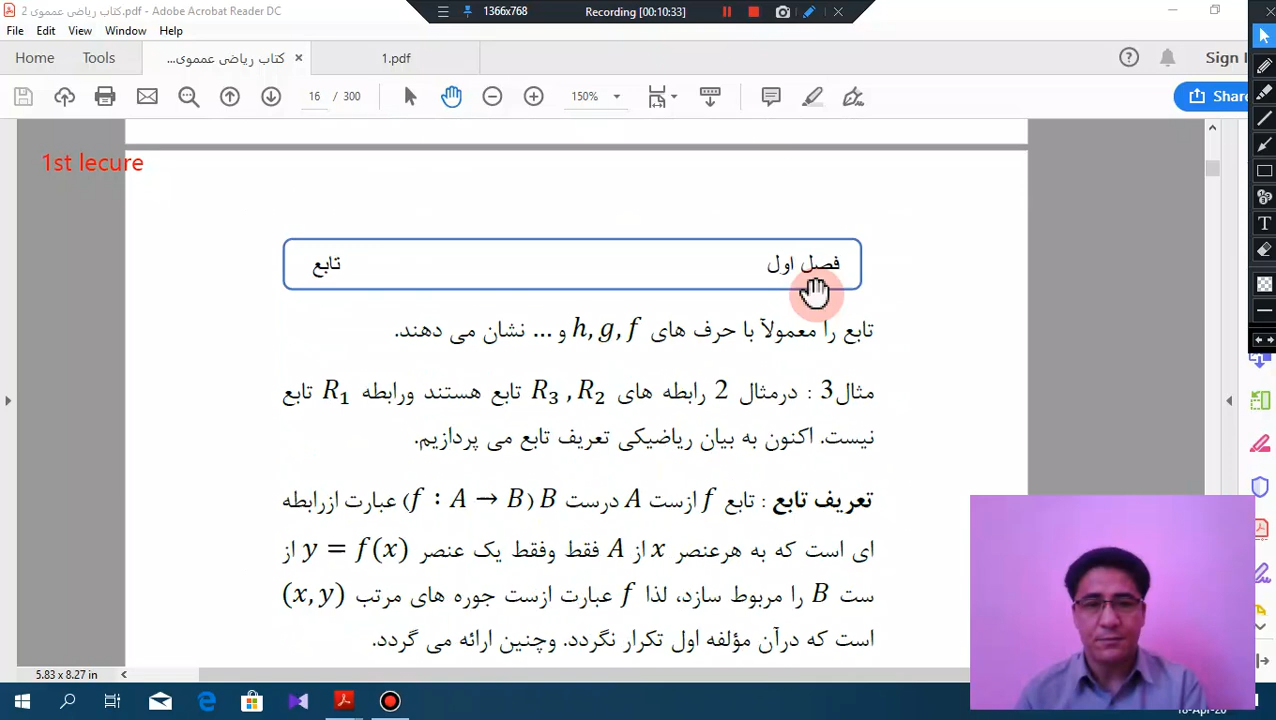 کتاب ریاضی عمموی 2.pdf - Adobe Acrobat Reader DC
1366x768
Recording [00:10:33]
File Edit View Window Help
Home Tools
کتاب ریاضی عمموی...
1.pdf
Sign I
16 / 300
150%
Share
1st lecure
فصل اول
تابع
تابع را معمولاً با حرف های h, g, f و... نشان می دهند.
مثال3 : درمثال 2 رابطه های R₃ , R₂ تابع هستند ورابطه R₁ تابع
نیست. اکنون به بیان ریاضیکی تعریف تابع می پردازیم.
تعریف تابع : تابع f ازست A درست B (f : A → B) عبارت ازرابطه
ای است که به هرعنصر x از A فقط وفقط یک عنصر y = f(x) از
ست B را مربوط سازد، لذا f عبارت ازست جوره های مرتب (x, y)
است که درآن مؤلفه اول تکرار نگردد. وچنین ارائه می گردد.
5.83 x 8.27 in
18-Apr-20